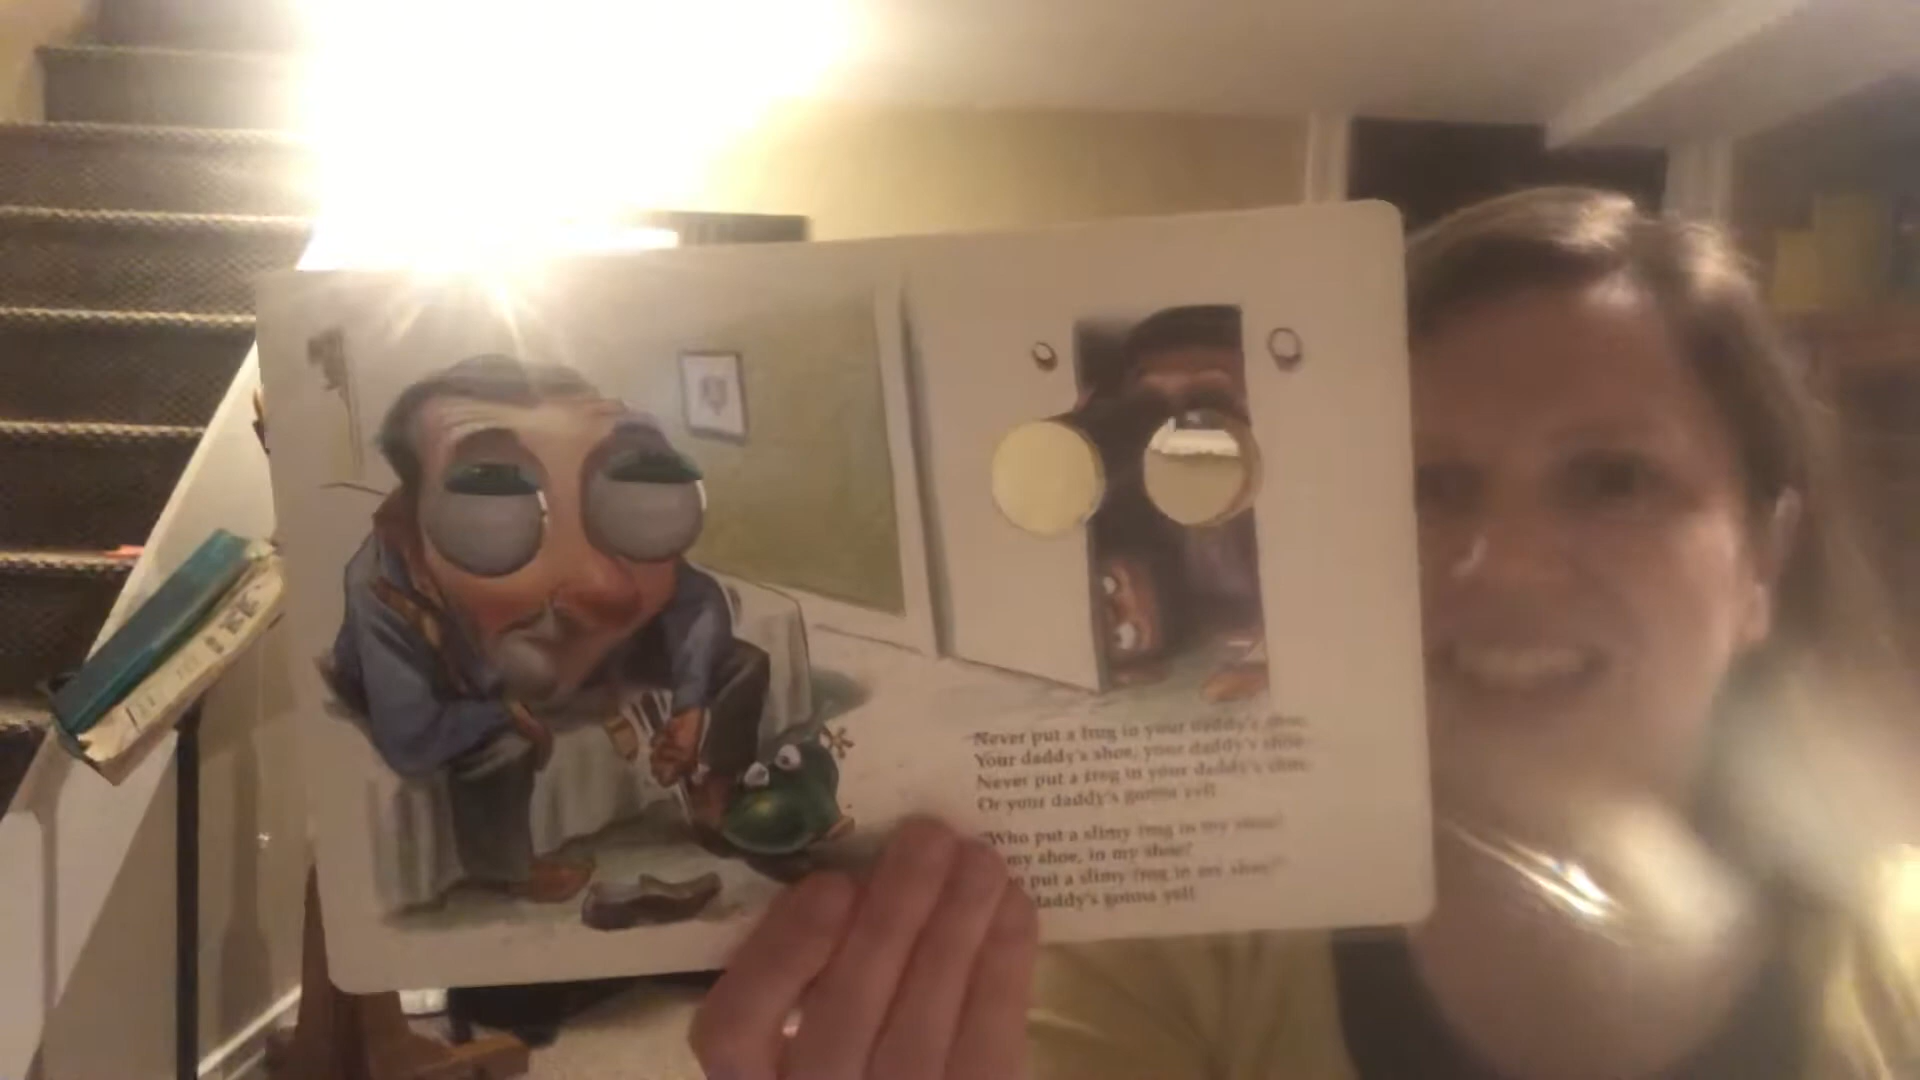 Never put a frog in your daddy's shoe,
Your daddy's shoe, your daddy's shoe
Never put a frog in your daddy's shoe
Or your daddy's gonna yell
"Who put a slimy frog in my shoe?
my shoe, in my shoe?
put a slimy frog in my shoe?"
daddy's gonna yell